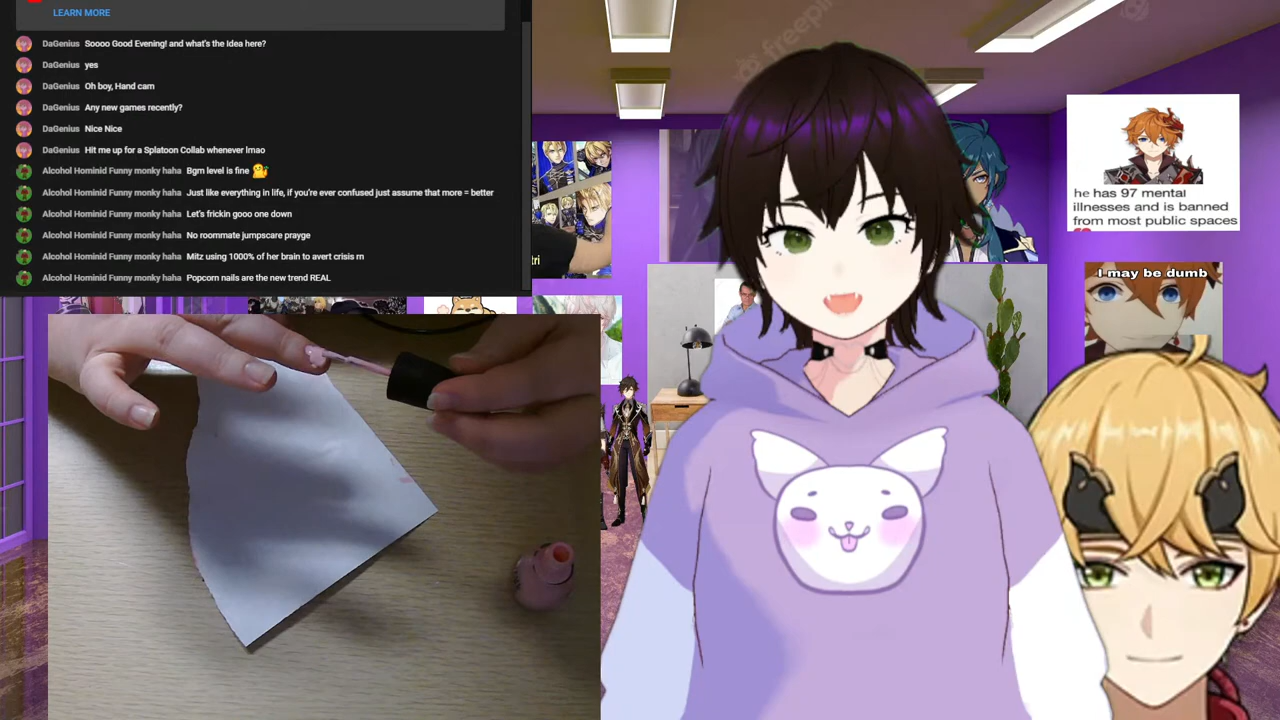 LEARN MORE
DaGenius Soooo Good Evening! and what's the Idea here?
DaGenius yes
DaGenius Oh boy, Hand cam
DaGenius Any new games recently?
DaGenius Nice Nice
DaGenius Hit me up for a Splatoon Collab whenever lmao
Alcohol Hominid Funny monky haha Bgm level is fine
Alcohol Hominid Funny monky haha Just like everything in life, if you're ever confused just assume that more = better
Alcohol Hominid Funny monky haha Let's frickin gooo one down
Alcohol Hominid Funny monky haha No roommate jumpscare prayge
Alcohol Hominid Funny monky haha Mitz using 1000% of her brain to avert crisis rn
Alcohol Hominid Funny monky haha Popcorn nails are the new trend REAL
he has 97 mental
illnesses and is banned
from most public spaces
I may be dumb